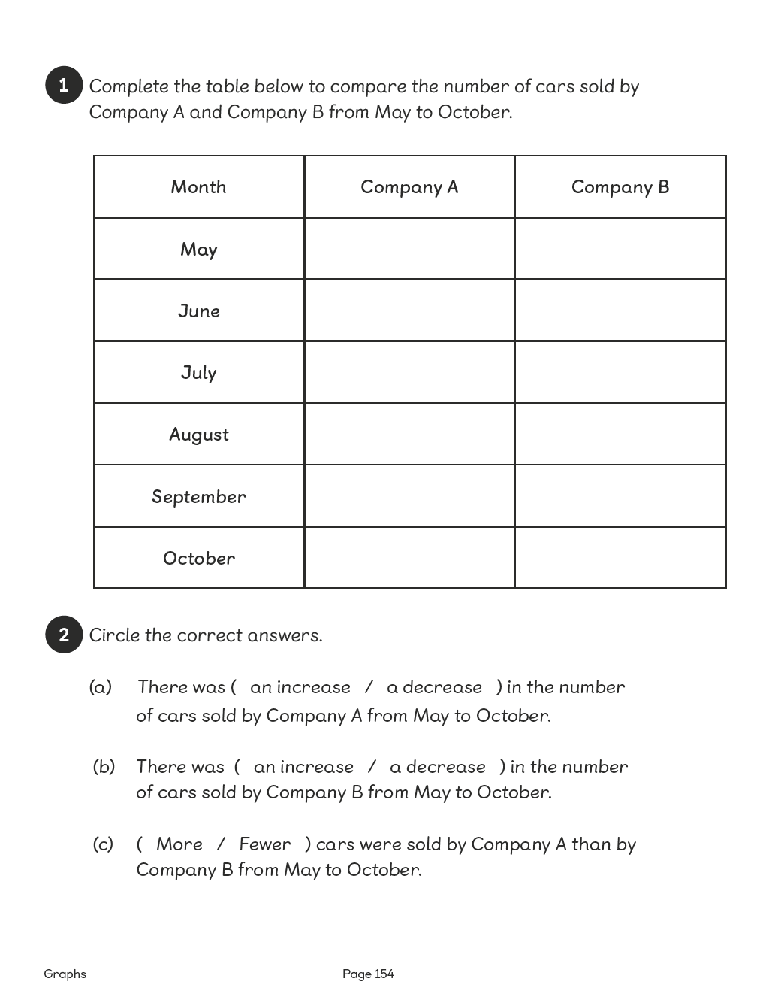 1 Complete the table below to compare the number of cars sold by
Company A and Company B from May to October.
Month Company A Company B
May
June
July
August
September
October
2 Circle the correct answers.
(a) There was ( an increase / a decrease ) in the number
of cars sold by Company A from May to October.
(b) There was ( an increase / a decrease ) in the number
of cars sold by Company B from May to October.
(c) ( More / Fewer ) cars were sold by Company A than by
Company B from May to October.
Graphs Page 154